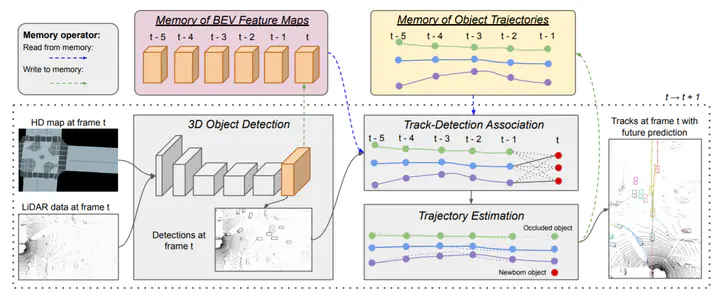 Memory operator:
Read from memory:
Write to memory:
Memory of BEV Feature Maps
t - 5 t - 4 t - 3 t - 2 t - 1 t
Memory of Object Trajectories
t - 5 t - 4 t - 3 t - 2 t - 1
t → t + 1
HD map at frame t
LiDAR data at frame t
3D Object Detection
Detections at
frame t
Track-Detection Association
t - 5 t - 4 t - 3 t - 2 t - 1 t
Trajectory Estimation
Occluded object
Newborn object
Tracks at frame t with
future prediction